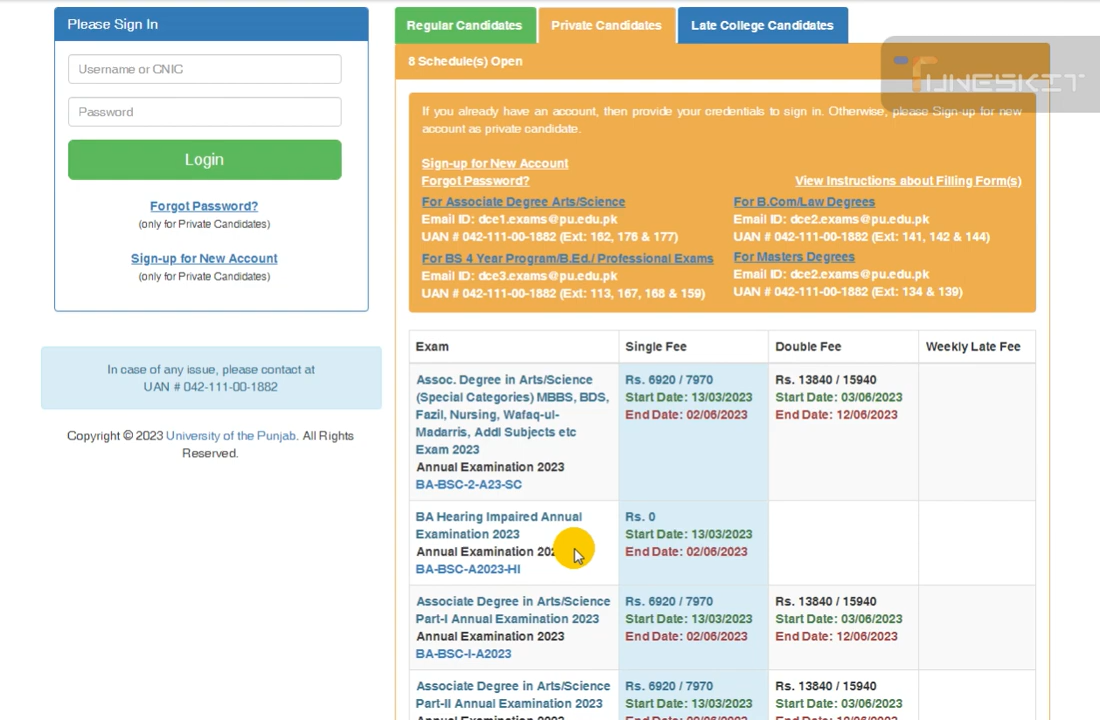 Please Sign In
Username or CNIC
Password
Login
Forgot Password?
(only for Private Candidates)
Sign-up for New Account
(only for Private Candidates)
In case of any issue, please contact at
UAN # 042-111-00-1882
Copyright © 2023 University of the Punjab. All Rights
Reserved.
Regular Candidates
Private Candidates
Late College Candidates
8 Schedule(s) Open
TUNESKIT
If you already have an account, then provide your credentials to sign in. Otherwise, please Sign-up for new
account as private candidate.
Sign-up for New Account
Forgot Password?
View Instructions about Filling Form(s)
For Associate Degree Arts/Science
Email ID: dce1.exams@pu.edu.pk
UAN # 042-111-00-1882 (Ext: 162, 176 & 177)
For B.Com/Law Degrees
Email ID: dce2.exams@pu.edu.pk
UAN # 042-111-00-1882 (Ext: 141, 142 & 144)
For BS 4 Year Program/B.Ed./ Professional Exams
Email ID: dce3.exams@pu.edu.pk
UAN # 042-111-00-1882 (Ext: 113, 167, 168 & 159)
For Masters Degrees
Email ID: dce2.exams@pu.edu.pk
UAN # 042-111-00-1882 (Ext: 134 & 139)
Exam
Single Fee
Double Fee
Weekly Late Fee
Assoc. Degree in Arts/Science
(Special Categories) MBBS, BDS,
Fazil, Nursing, Wafaq-ul-
Madarris, Addl Subjects etc
Exam 2023
Annual Examination 2023
BA-BSC-2-A23-SC
Rs. 6920 / 7970
Start Date: 13/03/2023
End Date: 02/06/2023
Rs. 13840 / 15940
Start Date: 03/06/2023
End Date: 12/06/2023
BA Hearing Impaired Annual
Examination 2023
Annual Examination
BA-BSC-A2023-HI
Rs. 0
Start Date: 13/03/2023
End Date: 02/06/2023
Associate Degree in Arts/Science
Part-I Annual Examination 2023
Annual Examination 2023
BA-BSC-I-A2023
Rs. 6920 / 7970
Start Date: 13/03/2023
End Date: 02/06/2023
Rs. 13840 / 15940
Start Date: 03/06/2023
End Date: 12/06/2023
Associate Degree in Arts/Science
Part-II Annual Examination 2023
Rs. 6920 / 7970
Start Date: 13/03/2023
Rs. 13840 / 15940
Start Date: 03/06/2023